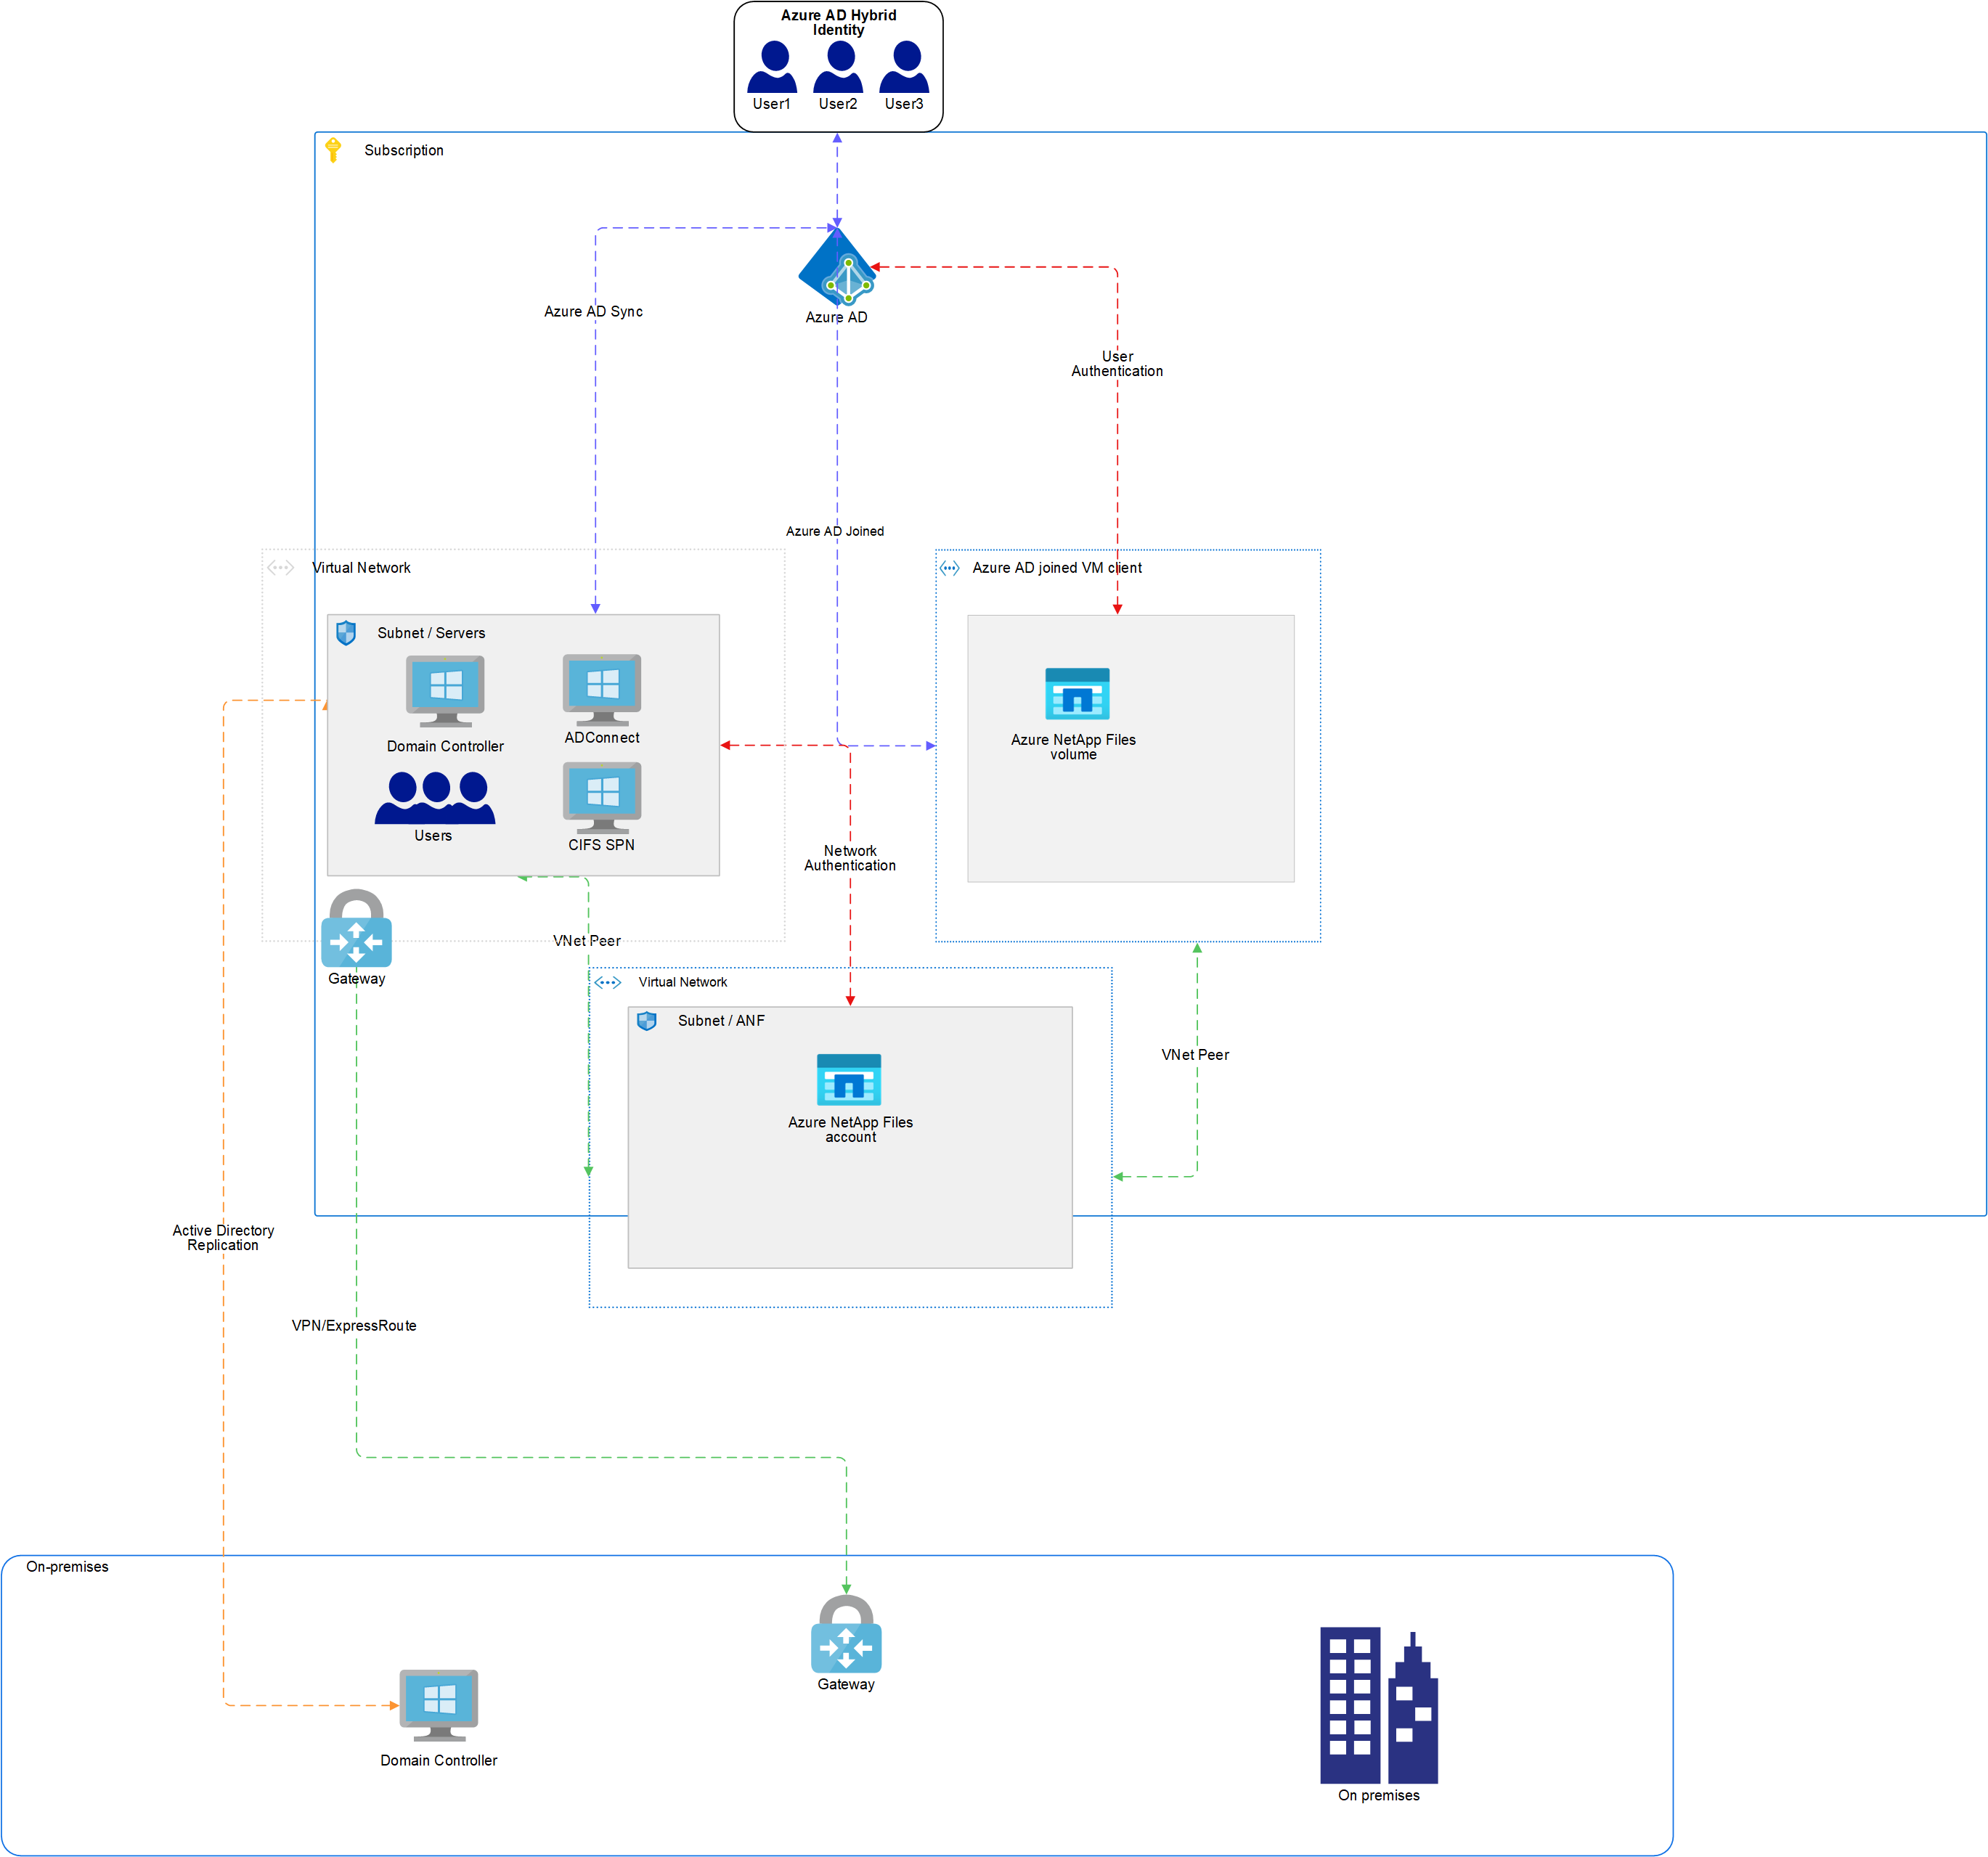 Azure AD Hybrid
Identity
User1
User2
User3
Subscription
Azure AD Sync
Azure AD
User
Authentication
Azure AD Joined
Virtual Network
Azure AD joined VM client
Subnet / Servers
Domain Controller
ADConnect
Azure NetApp Files
volume
Users
CIFS SPN
Network
Authentication
VNet Peer
Gateway
Virtual Network
Subnet / ANF
VNet Peer
Azure NetApp Files
account
Active Directory
Replication
VPN/ExpressRoute
On-premises
Gateway
Domain Controller
On premises